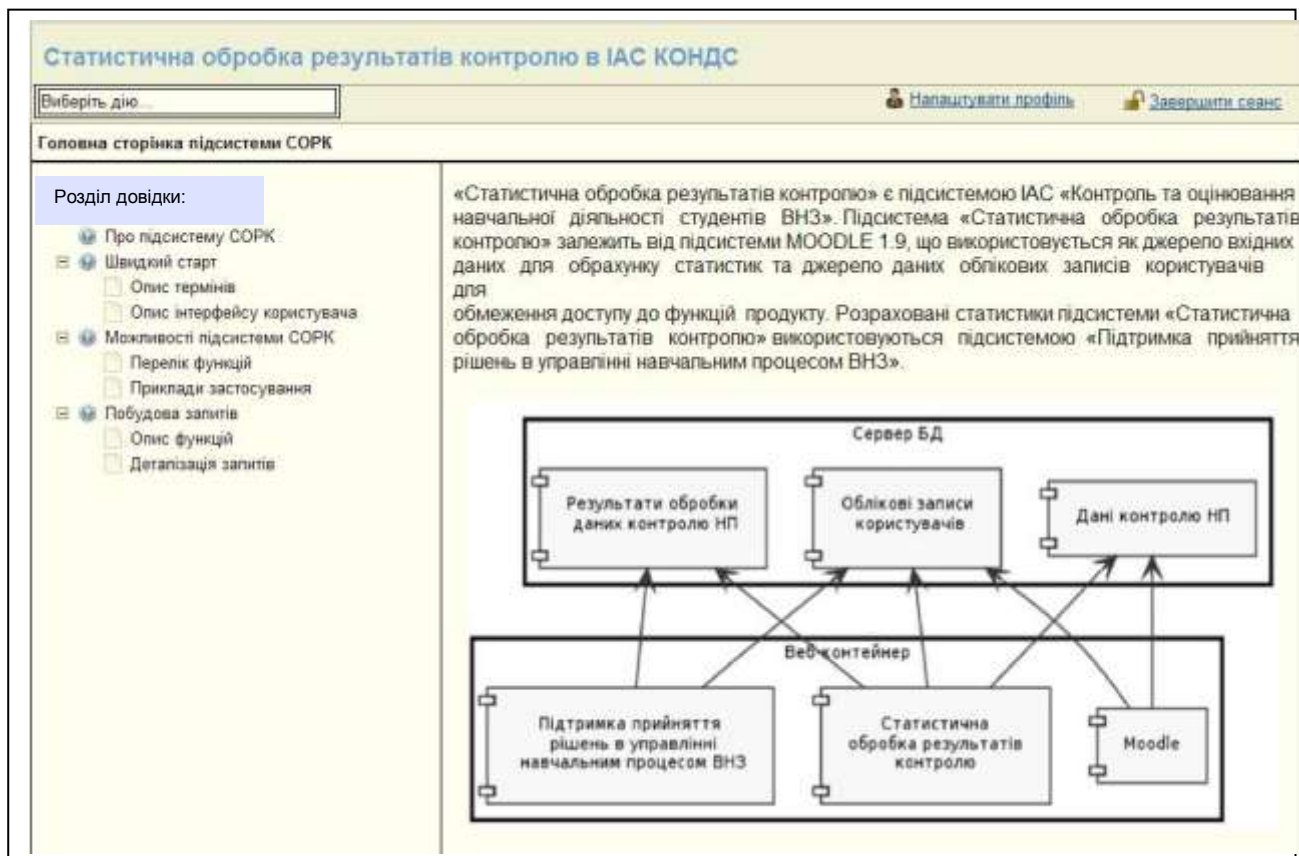 Статистична обробка результатів контролю в ІАС КОНДС
Виберіть дію...
Налаштувати профіль
Завершити сеанс
Головна сторінка підсистеми СОРК
Розділ довідки:
Про підсистему СОРК
Швидкий старт
Опис термінів
Опис інтерфейсу користувача
Можливості підсистеми СОРК
Перелік функцій
Приклади застосування
Побудова запитів
Опис функцій
Деталізація запитів
«Статистична обробка результатів контролю» є підсистемою ІАС «Контроль та оцінювання
навчальної діяльності студентів ВНЗ». Підсистема «Статистична обробка результатів
контролю» залежить від підсистеми MOODLE 1.9, що використовується як джерело вхідних
даних для обрахунку статистик та джерело даних облікових записів користувачів
для
обмеження доступу до функцій продукту. Розраховані статистики підсистеми «Статистична
обробка результатів контролю» використовуються підсистемою «Підтримка прийняття
рішень в управлінні навчальним процесом ВНЗ».
Сервер БД
Результати обробки
даних контролю НП
Облікові записи
користувачів
Дані контролю НП
Веб-контейнер
Підтримка прийняття
рішень в управлінні
навчальним процесом ВНЗ
Статистична
обробка результатів
контролю
Moodle